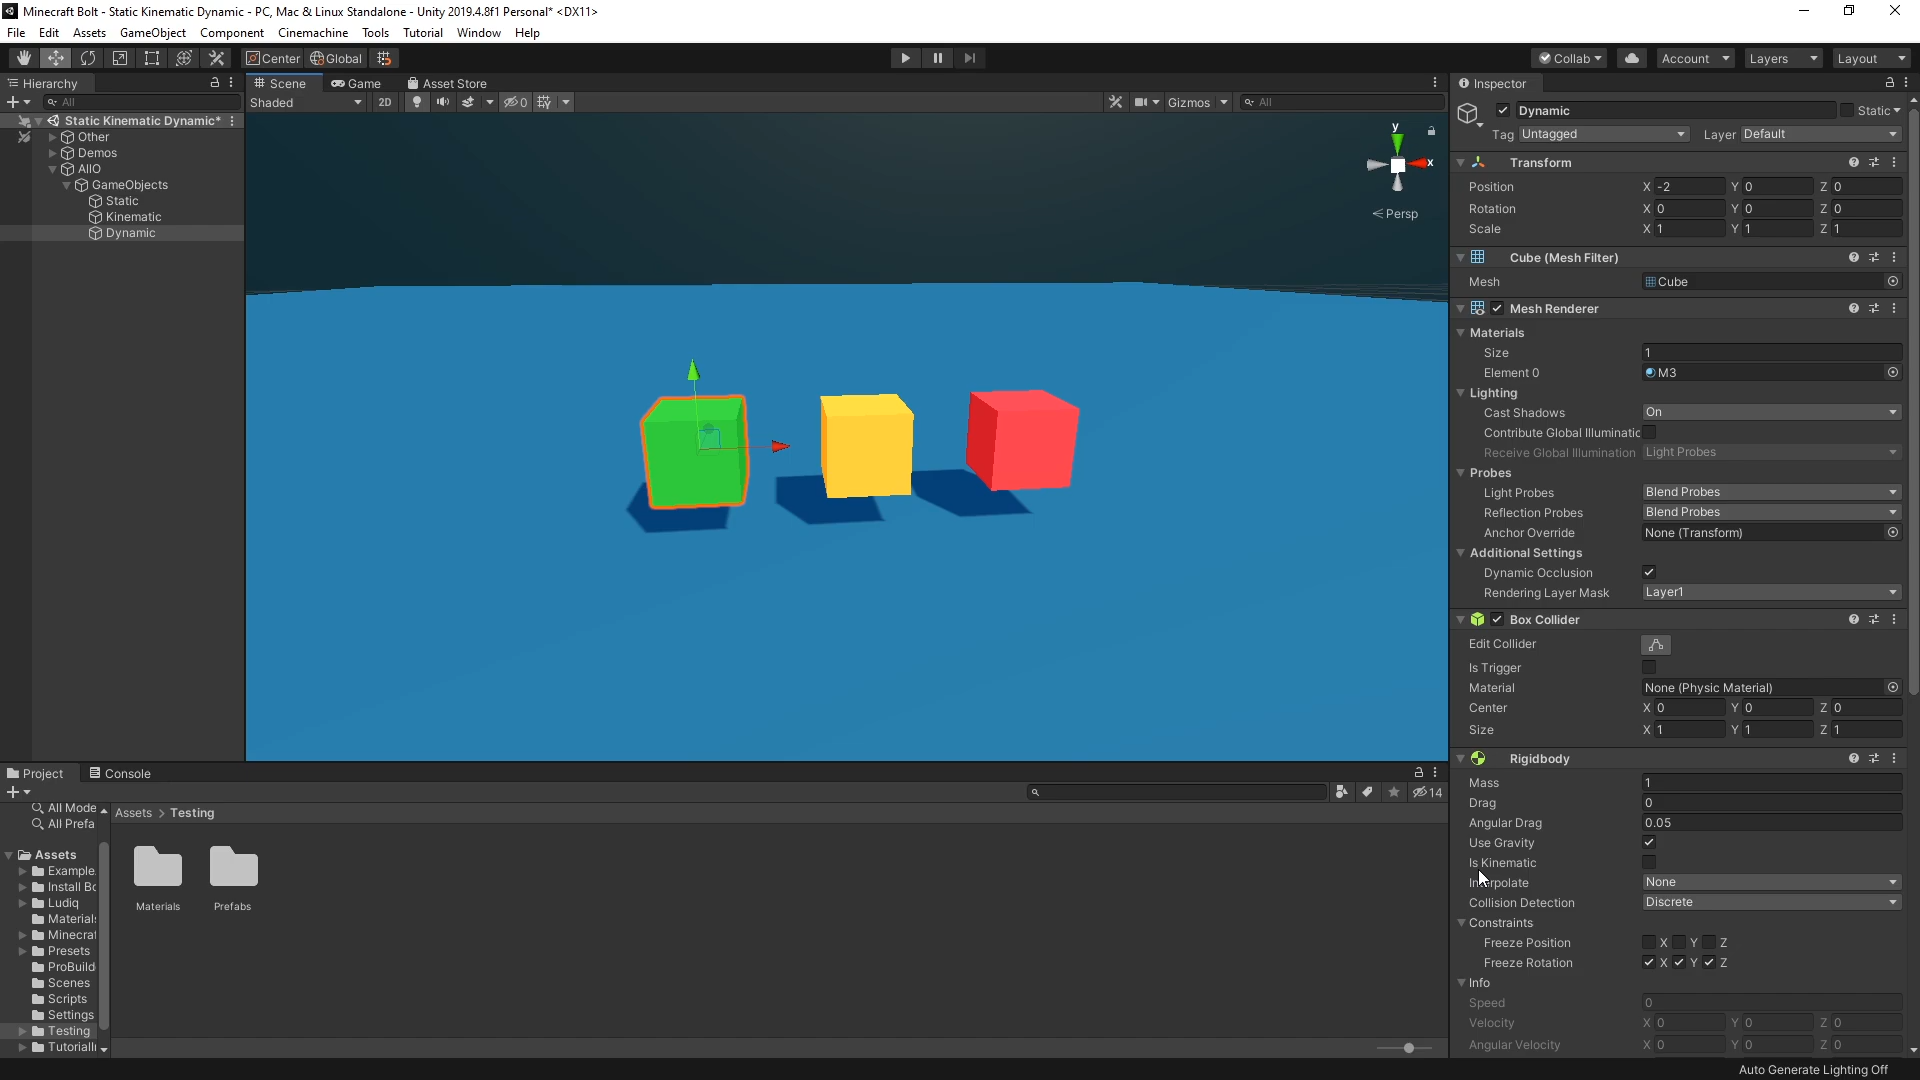 Minecraft Bolt - Static Kinematic Dynamic - PC, Mac & Linux Standalone - Unity 2019.4.8f1 Personal* <DX11>
File Edit Assets GameObject Component Cinemachine Tools Tutorial Window Help
Center Global Collab Account Layers Layout
Hierarchy
All
Static Kinematic Dynamic*
Other
Demos
AllO
GameObjects
Static
Kinematic
Dynamic
Scene Game Asset Store
Shaded 2D 0 Gizmos All
y
x
Persp
Inspector
Dynamic Static
Tag Untagged Layer Default
Transform
Position X -2 Y 0 Z 0
Rotation X 0 Y 0 Z 0
Scale X 1 Y 1 Z 1
Cube (Mesh Filter)
Mesh Cube
Mesh Renderer
Materials
Size 1
Element 0 M3
Lighting
Cast Shadows On
Contribute Global Illuminatic
Receive Global Illumination Light Probes
Probes
Light Probes Blend Probes
Reflection Probes Blend Probes
Anchor Override None (Transform)
Additional Settings
Dynamic Occlusion
Rendering Layer Mask Layer1
Box Collider
Edit Collider
Is Trigger
Material None (Physic Material)
Center X 0 Y 0 Z 0
Size X 1 Y 1 Z 1
Rigidbody
Mass 1
Drag 0
Angular Drag 0.05
Use Gravity
Is Kinematic
Interpolate None
Collision Detection Discrete
Constraints
Freeze Position X Y Z
Freeze Rotation X Y Z
Info
Speed 0
Velocity X 0 Y 0 Z 0
Angular Velocity X 0 Y 0 Z 0
Project Console
14
All Mode
All Prefa
Assets
Example
Install Bo
Ludiq
Material
Minecraf
Presets
ProBuild
Scenes
Scripts
Settings
Testing
Tutoriall
Assets > Testing
Materials Prefabs
Auto Generate Lighting Off